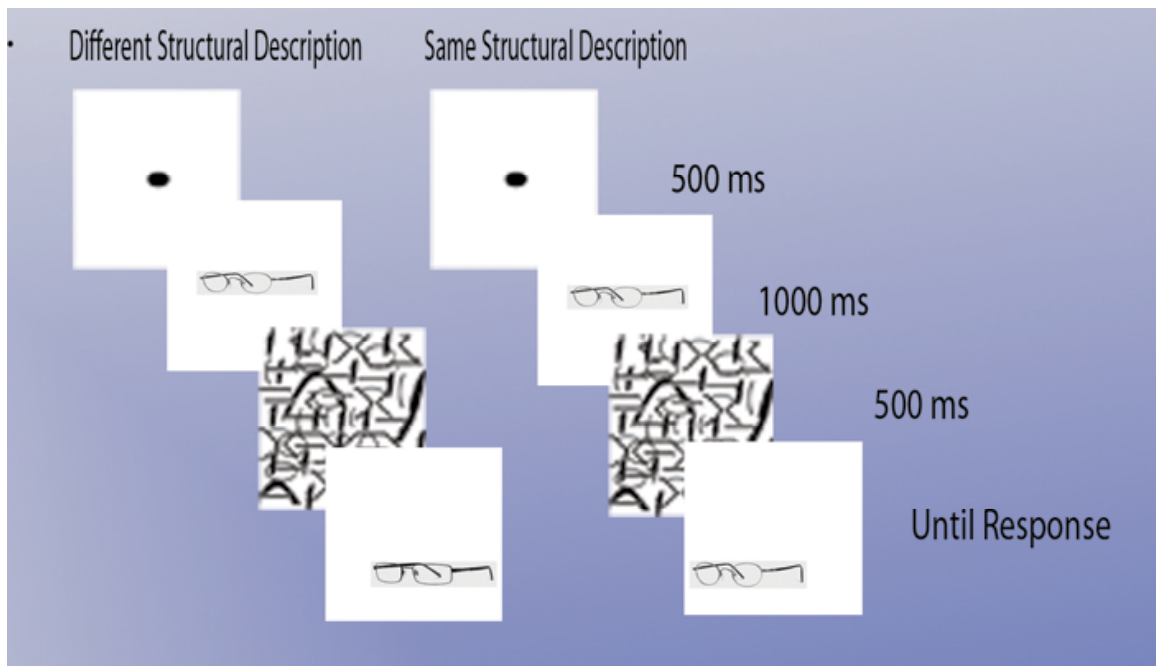 Different Structural Description
Same Structural Description
500 ms
1000 ms
500 ms
Until Response